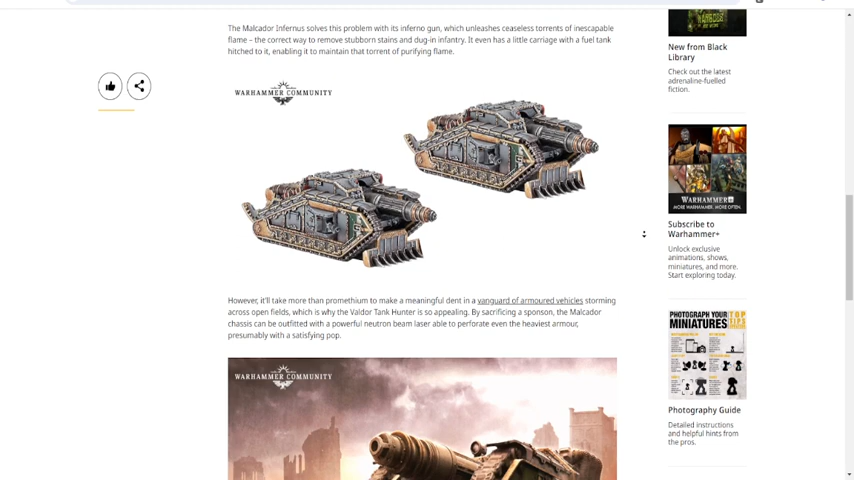 The Malcador Infernus solves this problem with its inferno gun, which unleashes ceaseless torrents of inescapable
flame – the correct way to remove stubborn stains and dug-in infantry. It even has a little carriage with a fuel tank
hitched to it, enabling it to maintain that torrent of purifying flame.
WARHAMMER COMMUNITY
However, it'll take more than promethium to make a meaningful dent in a vanguard of armoured vehicles storming
across open fields, which is why the Valdor Tank Hunter is so appealing. By sacrificing a sponson, the Malcador
chassis can be outfitted with a powerful neutron beam laser able to perforate even the heaviest armour,
presumably with a satisfying pop.
WARHAMMER COMMUNITY
New from Black
Library
Check out the latest
adrenaline-fuelled
fiction.
WARHAMMER+
MORE WARHAMMER. MORE OFTEN.
Subscribe to
Warhammer+
Unlock exclusive
animations, shows,
miniatures, and more.
Start exploring today.
PHOTOGRAPH YOUR
MINIATURES
TOP
TIPS
Photography Guide
Detailed instructions
and helpful hints from
the pros.